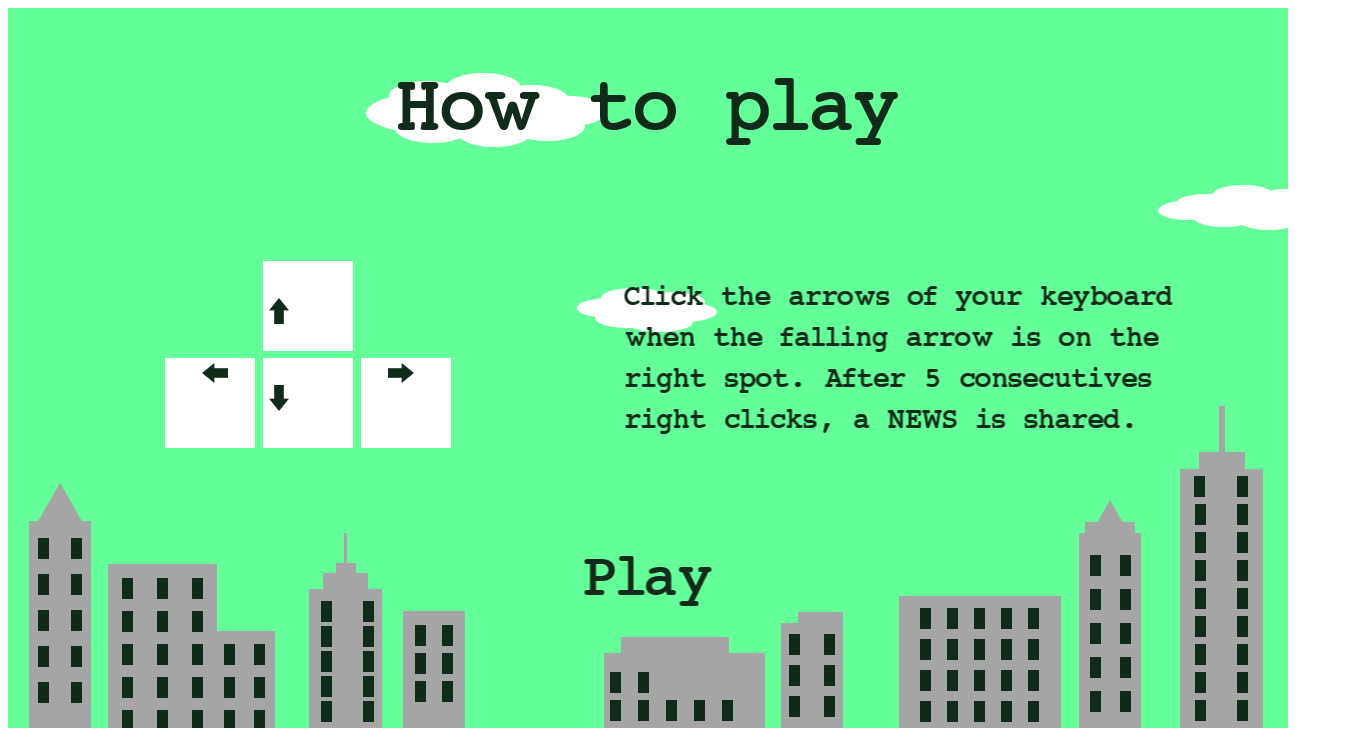 How to play
Click the arrows of your keyboard
when the falling arrow is on the
right spot. After 5 consecutives
right clicks, a NEWS is shared.
Play